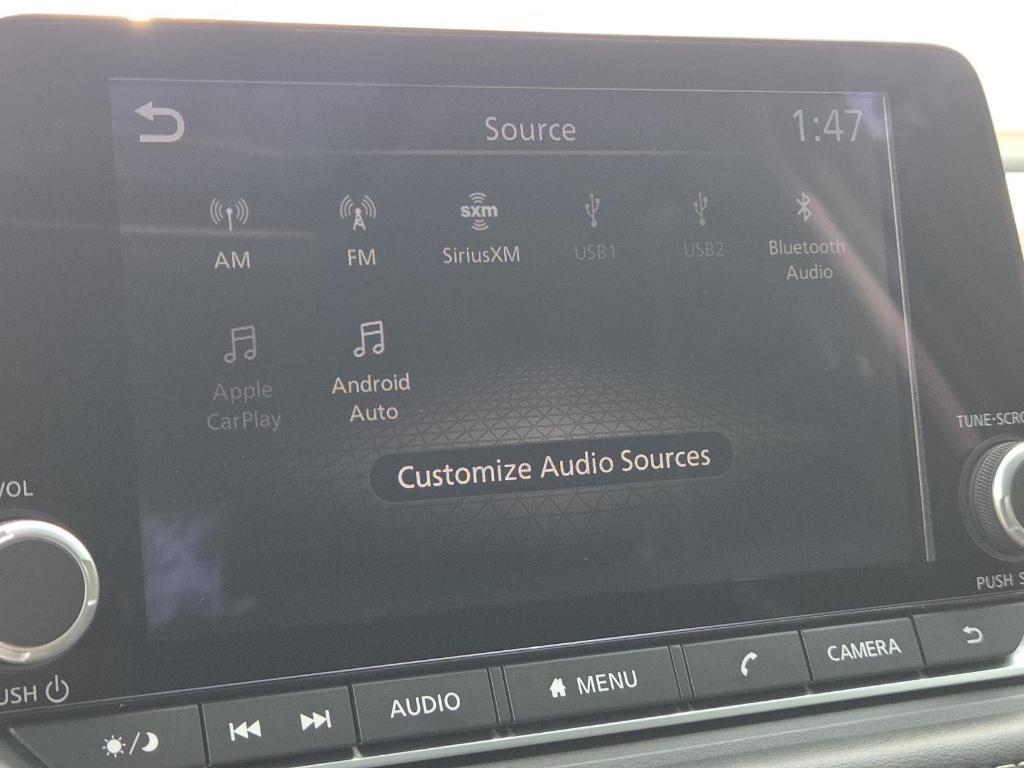 Source
1:47
sxm
AM
FM
SiriusXM
USB1
USB2
Bluetooth
Audio
Apple
CarPlay
Android
Auto
Customize Audio Sources
VOL
TUNE-SCRO
PUSH S
USH
AUDIO
MENU
CAMERA